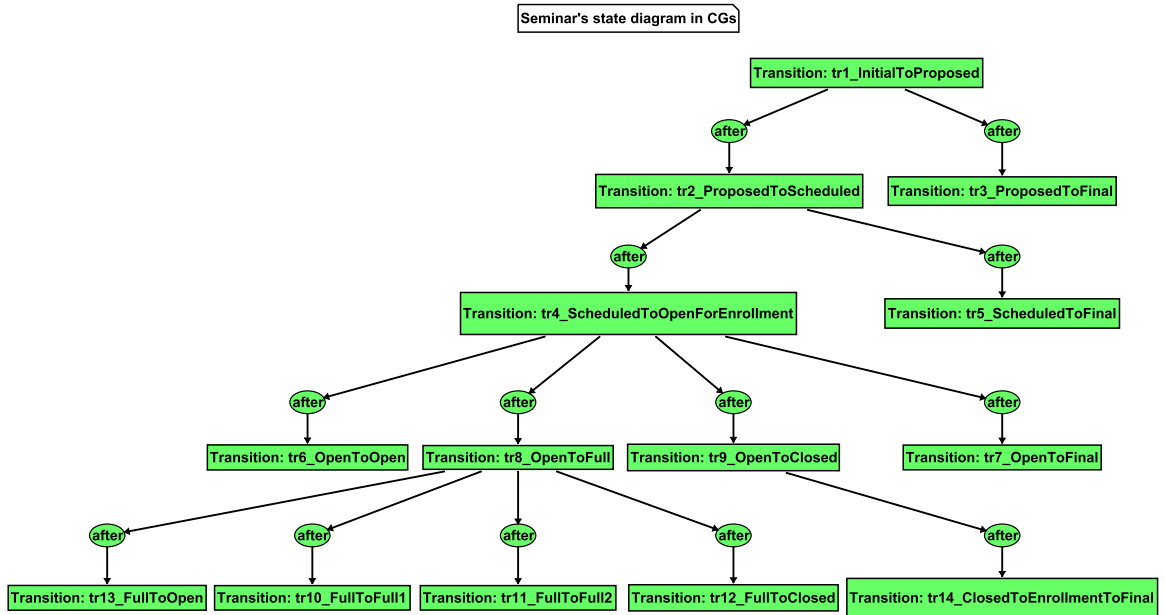 Seminar's state diagram in CGs
Transition: tr1_InitialToProposed
after
after
Transition: tr2_ProposedToScheduled
Transition: tr3_ProposedToFinal
after
after
Transition: tr4_ScheduledToOpenForEnrollment
Transition: tr5_ScheduledToFinal
after
after
after
after
Transition: tr6_OpenToOpen
Transition: tr8_OpenToFull
Transition: tr9_OpenToClosed
Transition: tr7_OpenToFinal
after
after
after
after
after
Transition: tr13_FullToOpen
Transition: tr10_FullToFull1
Transition: tr11_FullToFull2
Transition: tr12_FullToClosed
Transition: tr14_ClosedToEnrollmentToFinal